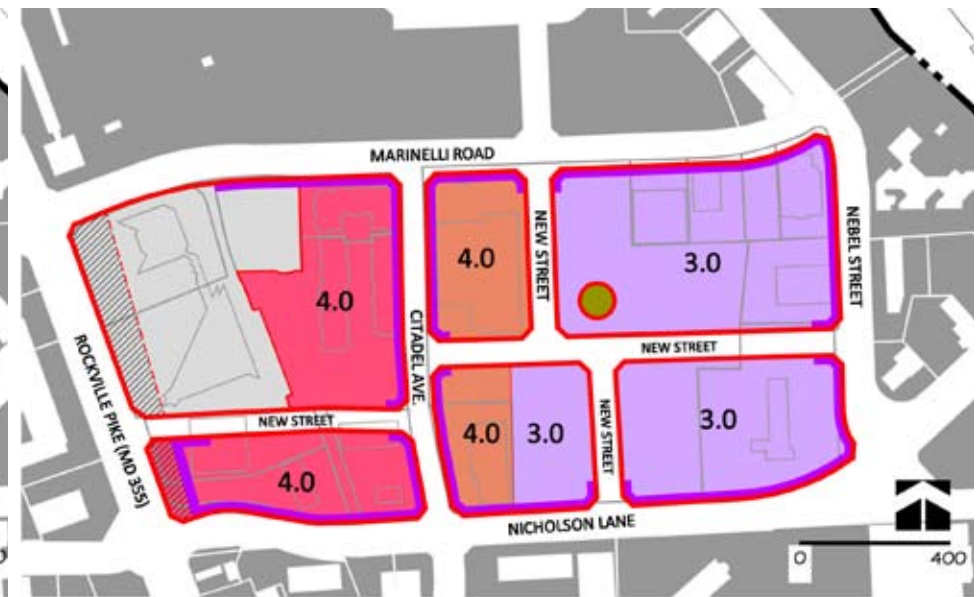 MARINELLI ROAD
NEW STREET
NEBEL STREET
4.0
3.0
4.0
CITADEL AVE.
ROCKVILLE PIKE (MD 355)
NEW STREET
NEW STREET
4.0
3.0
NEW STREET
3.0
4.0
NICHOLSON LANE
0
400